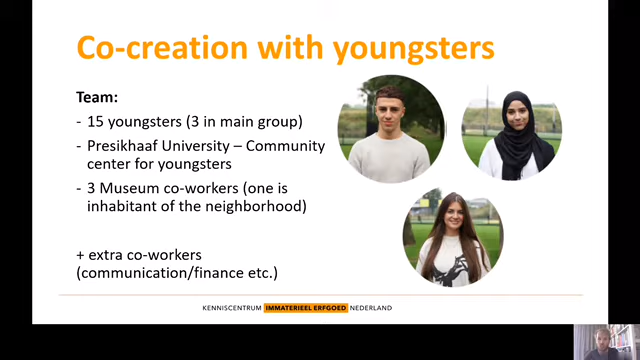 Co-creation with youngsters
Team:
- 15 youngsters (3 in main group)
- Presikhaaf University – Community
center for youngsters
- 3 Museum co-workers (one is
inhabitant of the neighborhood)
+ extra co-workers
(communication/finance etc.)
KENNISCENTRUM IMMATERIEEL ERFGOED NEDERLAND